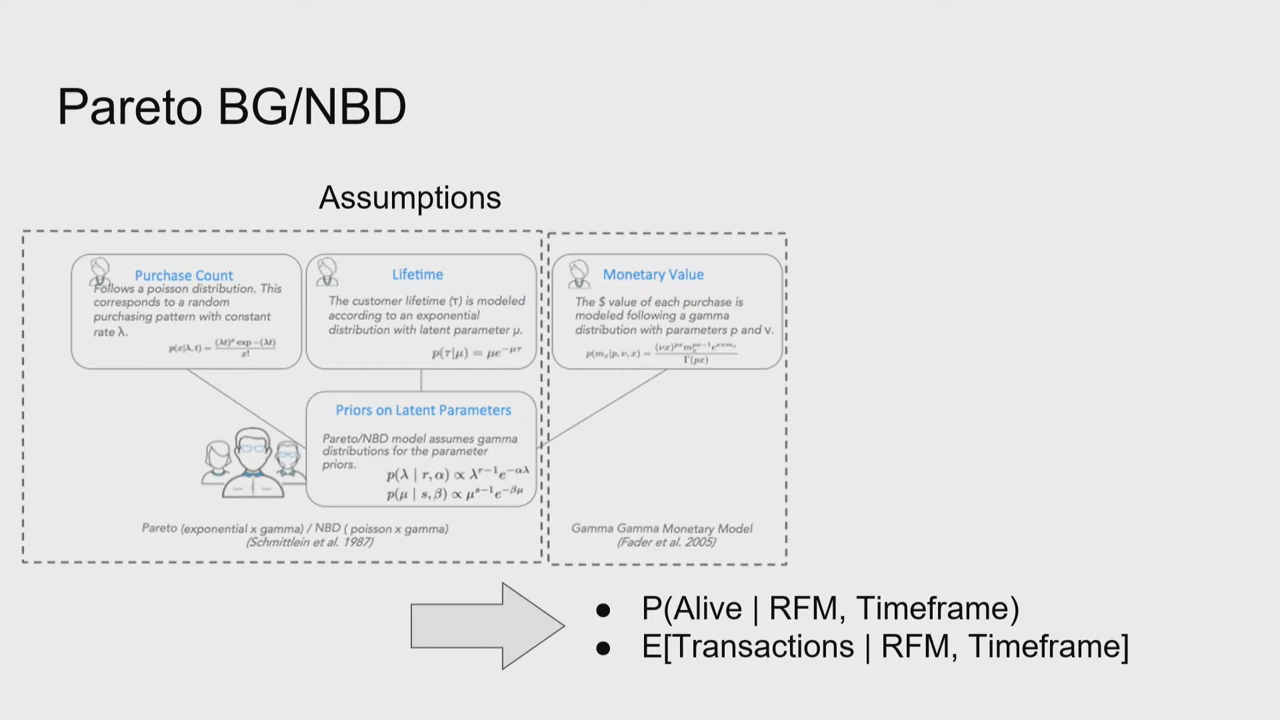 Pareto BG/NBD
Assumptions
Purchase Count
Follows a poisson distribution. This
corresponds to a random
purchasing pattern with constant
rate λ.
p(x|λ, t) = (λt)^x exp −(λt) / x!
Lifetime
The customer lifetime (τ) is modeled
according to an exponential
distribution with latent parameter μ.
p(τ|μ) = μe^−μτ
Monetary Value
The $ value of each purchase is
modeled following a gamma
distribution with parameters p and v.
Priors on Latent Parameters
Pareto/NBD model assumes gamma
distributions for the parameter
priors.
p(λ | r, α) ∝ λ^r−1 e^−αλ
p(μ | s, β) ∝ μ^s−1 e^−βμ
Pareto (exponential x gamma) / NBD ( poisson x gamma)
(Schmittlein et al. 1987)
Gamma Gamma Monetary Model
(Fader et al. 2005)
● P(Alive | RFM, Timeframe)
● E[Transactions | RFM, Timeframe]